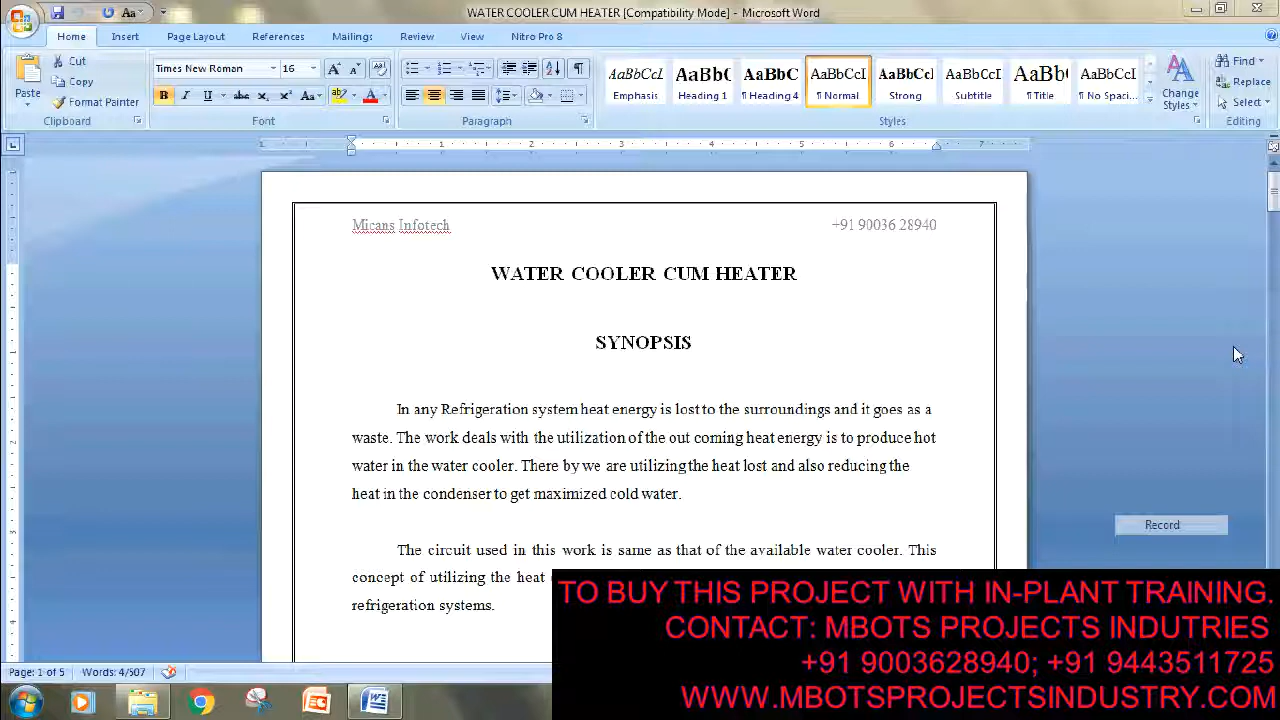 WATER COOLER CUM HEATER [Compatibility Mode] - Microsoft Word
Home Insert Page Layout References Mailings Review View Nitro Pro 8
Paste
Cut
Copy
Format Painter
Clipboard
Times New Roman 16
Aa
Font
Paragraph
AaBbCcI AaBbC AaBbC AaBbCcI AaBbCcI AaBbCcI AaBb( AaBbCcI
Emphasis Heading 1 ¶ Heading 4 ¶ Normal Strong Subtitle ¶ Title ¶ No Spaci...
Styles
Change Styles
Find
Replace
Select
Editing
1 1 2 3 4 5 6 7
Micans Infotech +91 90036 28940
WATER COOLER CUM HEATER
SYNOPSIS
In any Refrigeration system heat energy is lost to the surroundings and it goes as a
waste. The work deals with the utilization of the out coming heat energy is to produce hot
water in the water cooler. There by we are utilizing the heat lost and also reducing the
heat in the condenser to get maximized cold water.
Record
The circuit used in this work is same as that of the available water cooler. This
concept of utilizing the heat
refrigeration systems.
TO BUY THIS PROJECT WITH IN-PLANT TRAINING.
CONTACT: MBOTS PROJECTS INDUTRIES
+91 9003628940; +91 9443511725
WWW.MBOTSPROJECTSINDUSTRY.COM
Page: 1 of 5 Words: 4/507